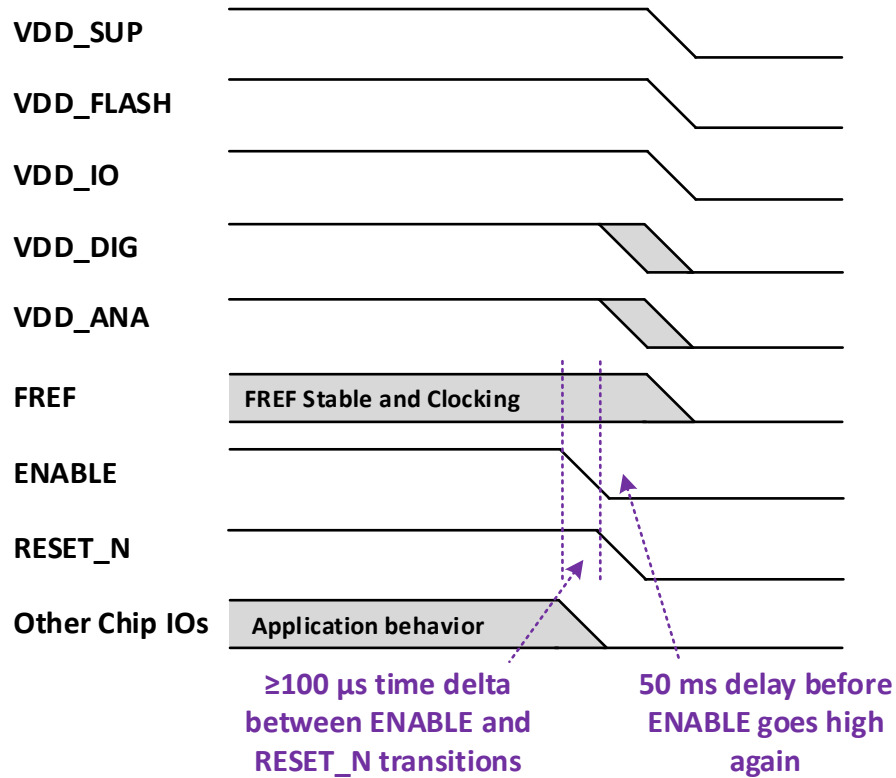 VDD_SUP
VDD_FLASH
VDD_IO
VDD_DIG
VDD_ANA
FREF
FREF Stable and Clocking
ENABLE
RESET_N
Other Chip IOs
Application behavior
≥100 µs time delta
between ENABLE and
RESET_N transitions
50 ms delay before
ENABLE goes high
again